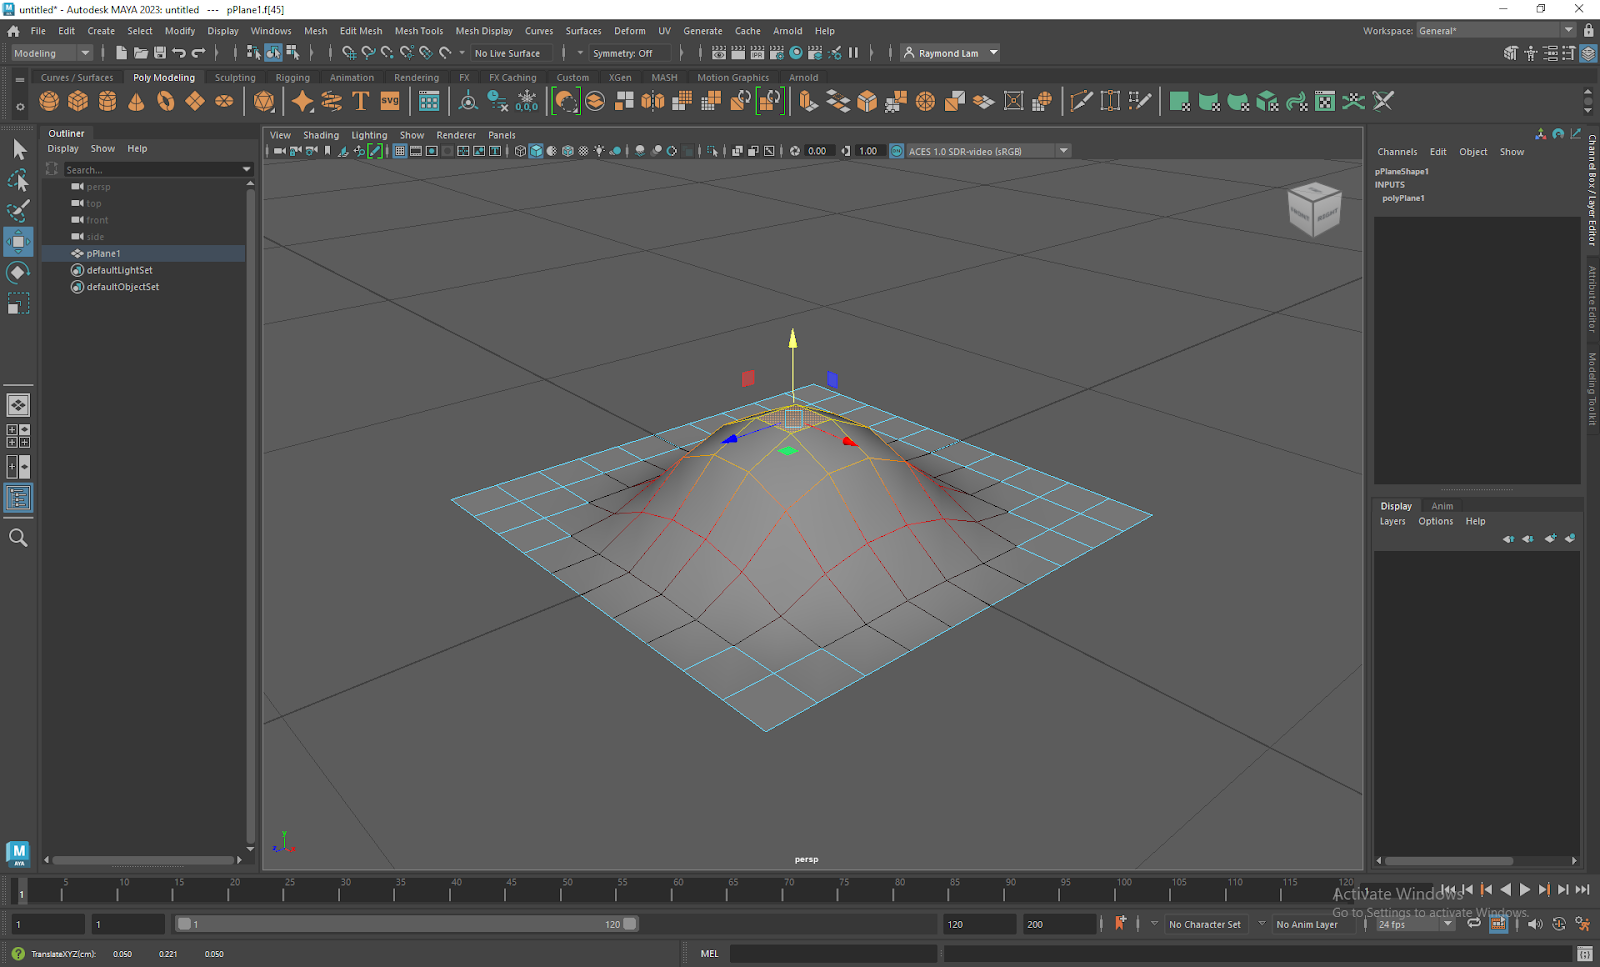 untitled* - Autodesk MAYA 2023: untitled --- pPlane1.f[45]
File Edit Create Select Modify Display Windows Mesh Edit Mesh Mesh Tools Mesh Display Curves Surfaces Deform UV Generate Cache Arnold Help
Workspace: General*
Modeling No Live Surface Symmetry: Off Raymond Lam
Curves / Surfaces Poly Modeling Sculpting Rigging Animation Rendering FX FX Caching Custom XGen MASH Motion Graphics Arnold
T svg 0,0,0
Outliner
Display Show Help
Search...
persp
top
front
side
pPlane1
defaultLightSet
defaultObjectSet
View Shading Lighting Show Renderer Panels
0.00 1.00 ACES 1.0 SDR-video (sRGB)
FRONT RIGHT
persp
y
z x
Channels Edit Object Show
pPlaneShape1
INPUTS
polyPlane1
Channel Box / Layer Editor
Attribute Editor
Modeling Toolkit
Display Anim
Layers Options Help
M
AYA
1 5 10 15 20 25 30 35 40 45 50 55 60 65 70 75 80 85 90 95 100 105 110 115 120
1
Activate Windows
Go to Settings to activate Windows.
1 1 1 120 120 200 No Character Set No Anim Layer 24 fps
TranslateXYZ(cm): 0.050 0.221 0.050 MEL